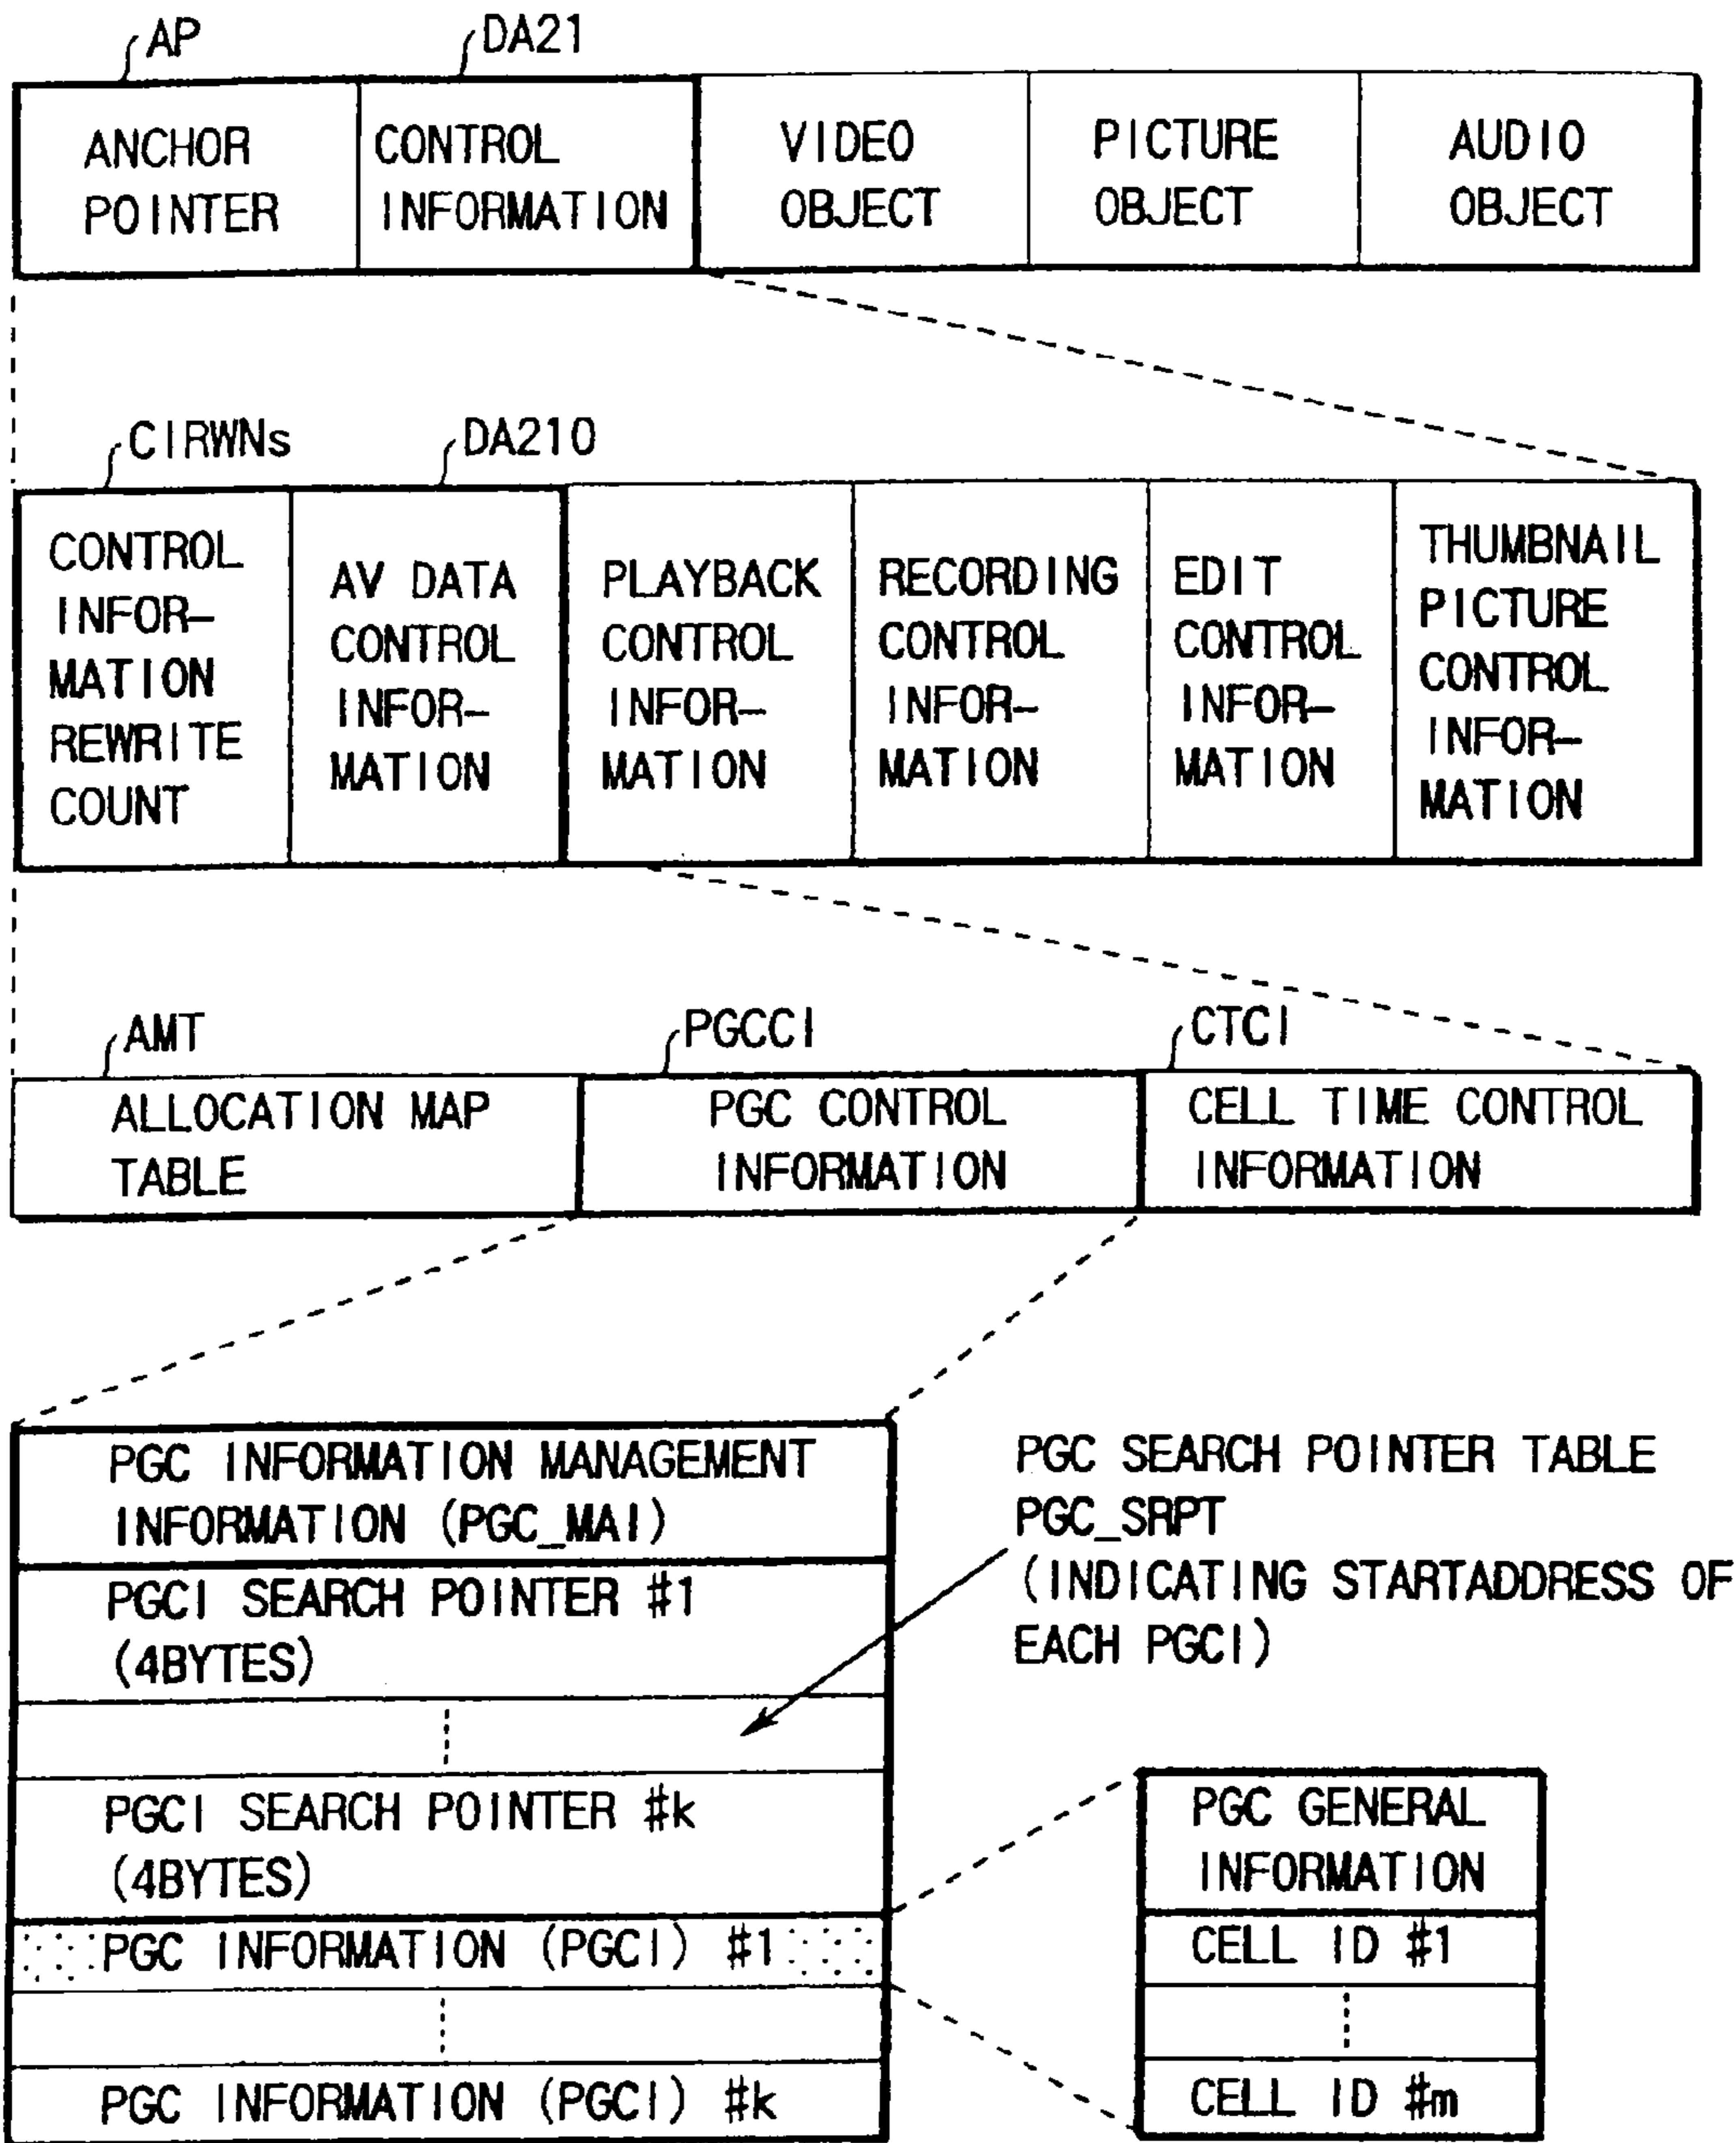 AP
DA21
ANCHOR
POINTER
CONTROL
INFORMATION
VIDEO
OBJECT
PICTURE
OBJECT
AUDIO
OBJECT
CIRWNs
DA210
CONTROL
INFOR-
MATION
REWRITE
COUNT
AV DATA
CONTROL
INFOR-
MATION
PLAYBACK
CONTROL
INFOR-
MATION
RECORDING
CONTROL
INFOR-
MATION
EDIT
CONTROL
INFOR-
MATION
THUMBNAIL
PICTURE
CONTROL
INFOR-
MATION
AMT
PGCCI
CTCI
ALLOCATION MAP
TABLE
PGC CONTROL
INFORMATION
CELL TIME CONTROL
INFORMATION
PGC INFORMATION MANAGEMENT
INFORMATION (PGC_MAI)
PGCI SEARCH POINTER #1
(4BYTES)
PGCI SEARCH POINTER #k
(4BYTES)
PGC INFORMATION (PGCI) #1
PGC INFORMATION (PGCI) #k
PGC SEARCH POINTER TABLE
PGC_SRPT
(INDICATING STARTADDRESS OF
EACH PGCI)
PGC GENERAL
INFORMATION
CELL ID #1
CELL ID #m